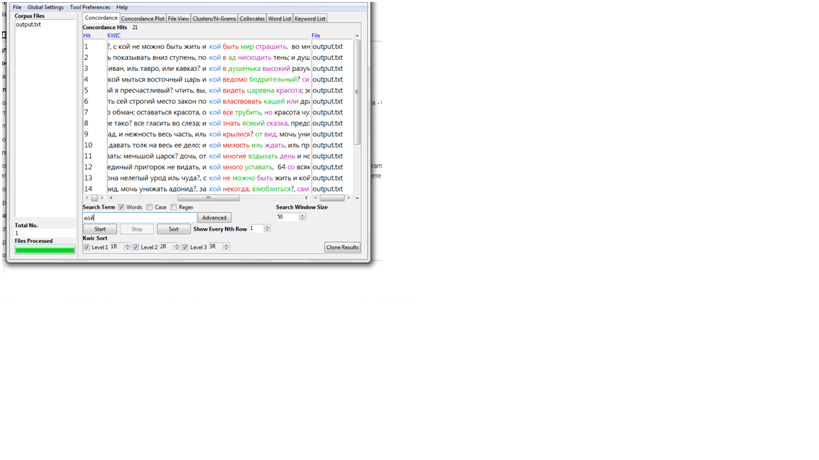 File Global Settings Tool Preferences Help
Corpus Files
output.txt
Concordance Concordance Plot File View Clusters/N-Grams Collocates Word List Keyword List
Concordance Hits 21
Hit KWIC File
1 ?, с кой не можно быть жить и кой быть мир страшить. во мн output.txt
2 ь показывать вниз ступень, по кой в ад нисходить тень; и душ output.txt
3 иван, иль тавро, или кавказ? и кой в душенька высокий разум output.txt
4 кой мыться восточный царь и кой ведомо бодрительный? си output.txt
5 й я пресчастливый? чтить, вы, кой видеть царевна красота; зе output.txt
6 ь сей строгий место закон по кой властвовать кащей или дра output.txt
7 з обман; оставаться красота, о кой все трубить, но красота чу output.txt
8 не тако? все гласить во слеза; и кой знать всякий сказка, предс output.txt
9 ад, и нежность весь часть, иль кой крылися? от вид, мочь уни output.txt
10 давать толк на весь ее дело; и кой милость иль ждать, иль пр output.txt
11 зать: меньшой царск? дочь, от кой многие вздыхать день и но output.txt
12 единый пригорок не видать, и кой много уставать, 64 со всяк output.txt
13 она нелепый урод иль чуда?, с кой не можно быть жить и кой output.txt
14 вид, мочь унижать адонид?, за кой некогда, влюбиться?, сам output.txt
Search Term Words Case Regex Search Window Size
кой Advanced 50
Start Stop Sort Show Every Nth Row 1
Total No.
1
Files Processed
Kwic Sort
Level 1 1R Level 2 2R Level 3 3R Clone Results